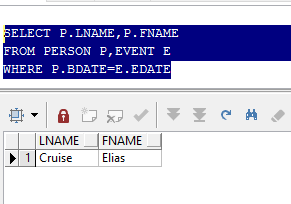 SELECT P.LNAME,P.FNAME
FROM PERSON P,EVENT E
WHERE P.BDATE=E.EDATE
LNAME FNAME
1 Cruise Elias